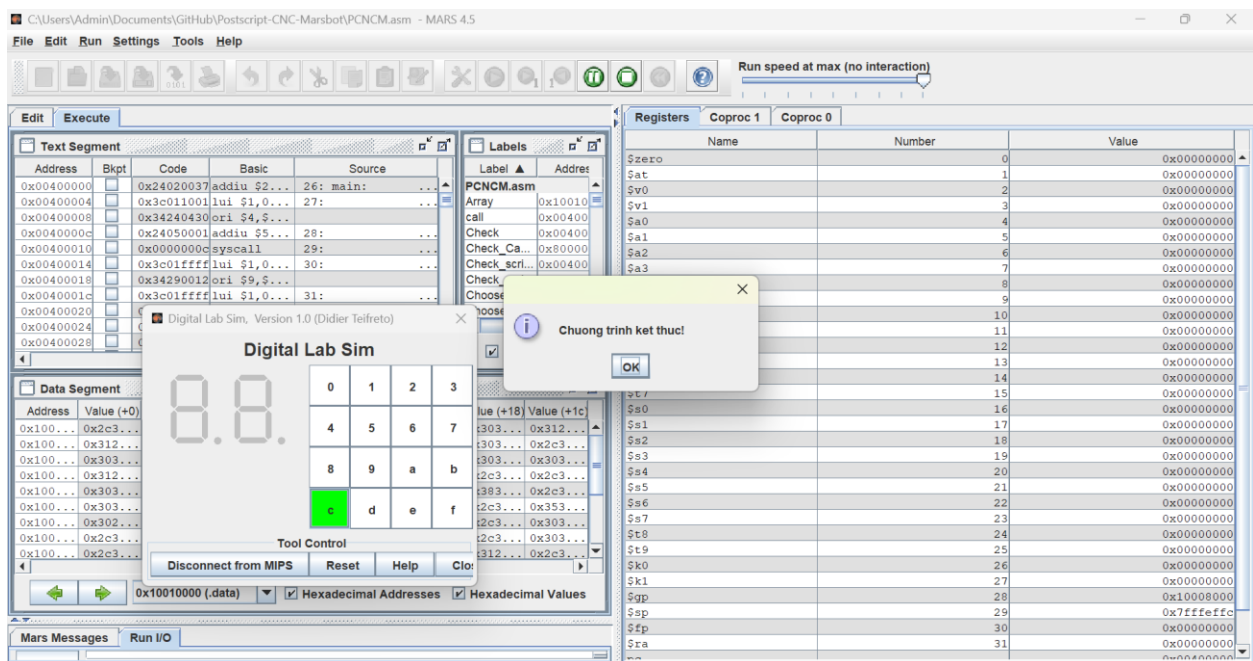 C:\Users\Admin\Documents\GitHub\Postscript-CNC-Marsbot\PCNCM.asm - MARS 4.5
File Edit Run Settings Tools Help
Run speed at max (no interaction)
Edit Execute
Text Segment
Address Bkpt Code Basic Source
0x00400000 0x24020037 addiu $2... 26: main: ...
0x00400004 0x3c011001 lui $1,0... 27: ...
0x00400008 0x34240430 ori $4,$...
0x0040000c 0x24050001 addiu $5... 28: ...
0x00400010 0x0000000c syscall 29: ...
0x00400014 0x3c01ffff lui $1,0... 30: ...
0x00400018 0x34290012 ori $9,$...
0x0040001c 0x3c01ffff lui $1,0... 31: ...
0x00400020
0x00400024
0x00400028
Labels
Label ▲ Addres
PCNCM.asm
Array 0x10010
call 0x00400
Check 0x00400
Check_Ca... 0x80000
Check_scri... 0x00400
Check_
Choose
Chuong trinh ket thuc!
OK
Digital Lab Sim, Version 1.0 (Didier Teifreto)
Digital Lab Sim
0 1 2 3
4 5 6 7
8 9 a b
c d e f
Tool Control
Disconnect from MIPS Reset Help Clo
Data Segment
Address Value (+0) lue (+18) Value (+1c)
0x100... 0x2c3... :303... 0x312...
0x100... 0x312... :303... 0x2c3...
0x100... 0x303... :303... 0x303...
0x100... 0x312... :2c3... 0x2c3...
0x100... 0x303... :383... 0x2c3...
0x100... 0x303... :2c3... 0x353...
0x100... 0x302... :2c3... 0x303...
0x100... 0x2c3... :2c3... 0x303...
0x100... 0x2c3... :312... 0x2c3...
0x10010000 (.data) Hexadecimal Addresses Hexadecimal Values
Mars Messages Run I/O
Registers Coproc 1 Coproc 0
Name Number Value
$zero 0 0x00000000
$at 1 0x00000000
$v0 2 0x00000000
$v1 3 0x00000000
$a0 4 0x00000000
$a1 5 0x00000000
$a2 6 0x00000000
$a3 7 0x00000000
8 0x00000000
9 0x00000000
10 0x00000000
11 0x00000000
12 0x00000000
13 0x00000000
14 0x00000000
$t7 15 0x00000000
$s0 16 0x00000000
$s1 17 0x00000000
$s2 18 0x00000000
$s3 19 0x00000000
$s4 20 0x00000000
$s5 21 0x00000000
$s6 22 0x00000000
$s7 23 0x00000000
$t8 24 0x00000000
$t9 25 0x00000000
$k0 26 0x00000000
$k1 27 0x00000000
$gp 28 0x10008000
$sp 29 0x7fffeffc
$fp 30 0x00000000
$ra 31 0x00000000
pc 0x00400000